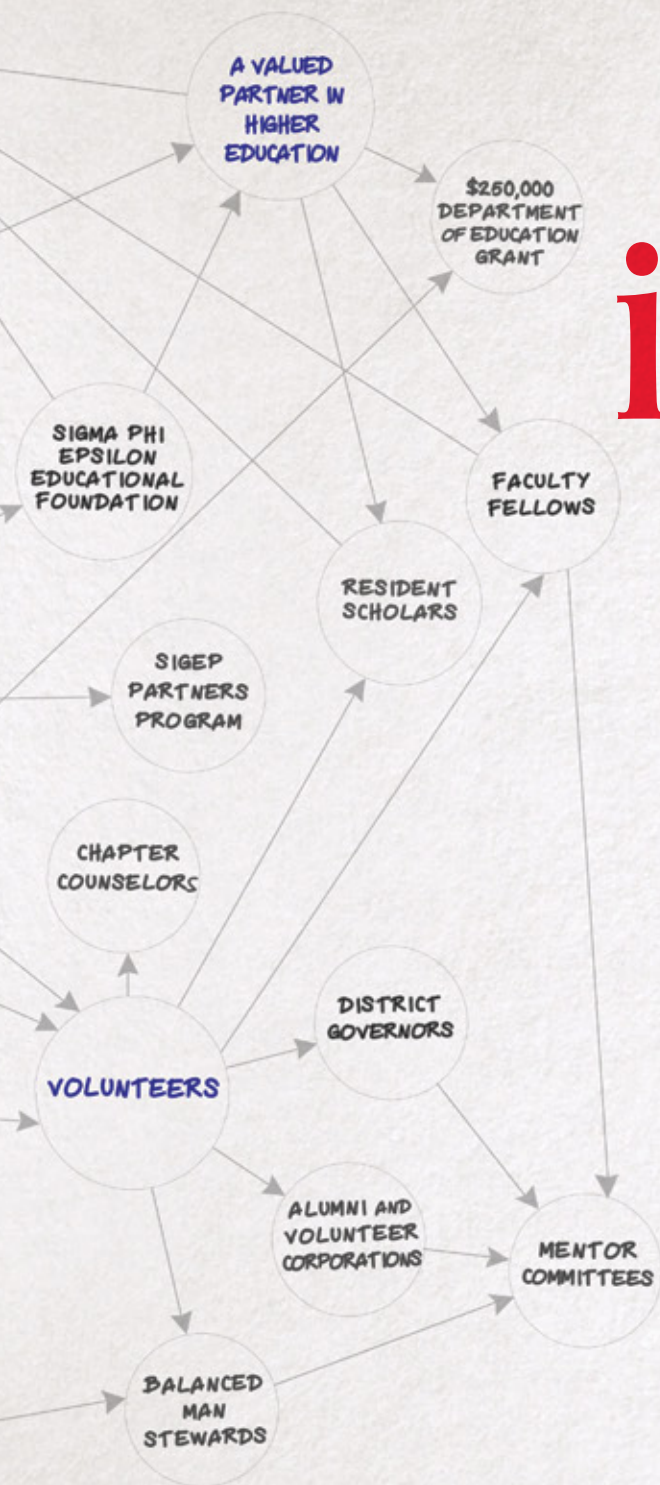 A VALUED
PARTNER IN
HIGHER
EDUCATION
$250,000
DEPARTMENT
OF EDUCATION
GRANT
i
SIGMA PHI
EPSILON
EDUCATIONAL
FOUNDATION
FACULTY
FELLOWS
RESIDENT
SCHOLARS
SIGEP
PARTNERS
PROGRAM
CHAPTER
COUNSELORS
DISTRICT
GOVERNORS
VOLUNTEERS
ALUMNI AND
VOLUNTEER
CORPORATIONS
MENTOR
COMMITTEES
BALANCED
MAN
STEWARDS